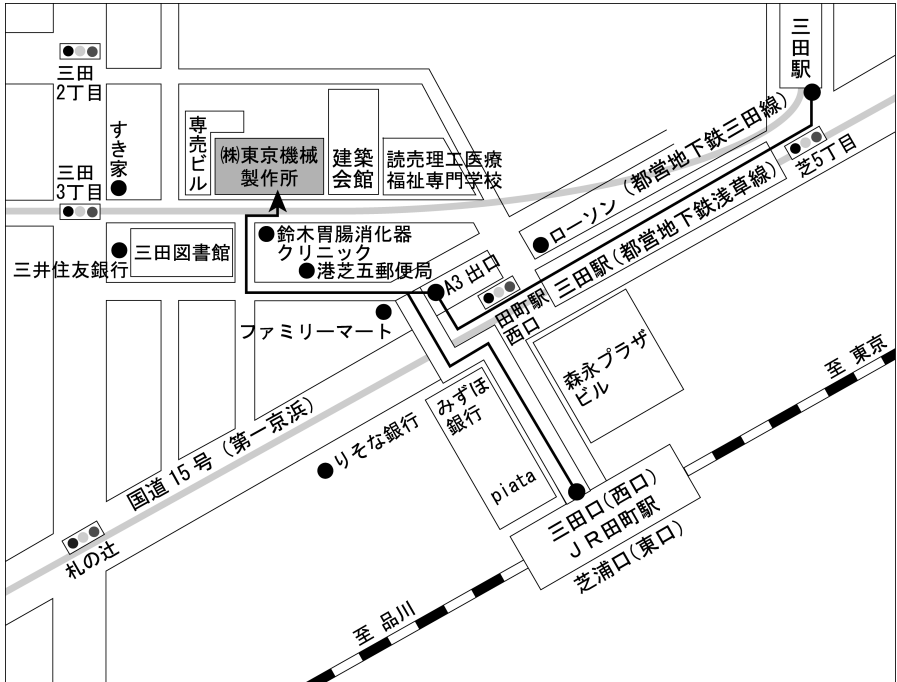 三田駅
三田
2丁目
すき家
専売ビル
㈱東京機械
製作所
建築
会館
読売理工医療
福祉専門学校
三田
3丁目
ローソン
(都営地下鉄三田線)
芝5丁目
三田駅(都営地下鉄浅草線)
鈴木胃腸消化器
クリニック
港芝五郵便局
三田図書館
三井住友銀行
A3 出口
田町駅
西口
ファミリーマート
森永プラザ
ビル
至 東京
みずほ
銀行
国道15号(第一京浜)
りそな銀行
piata
三田口(西口)
JR田町駅
芝浦口(東口)
札の辻
至 品川